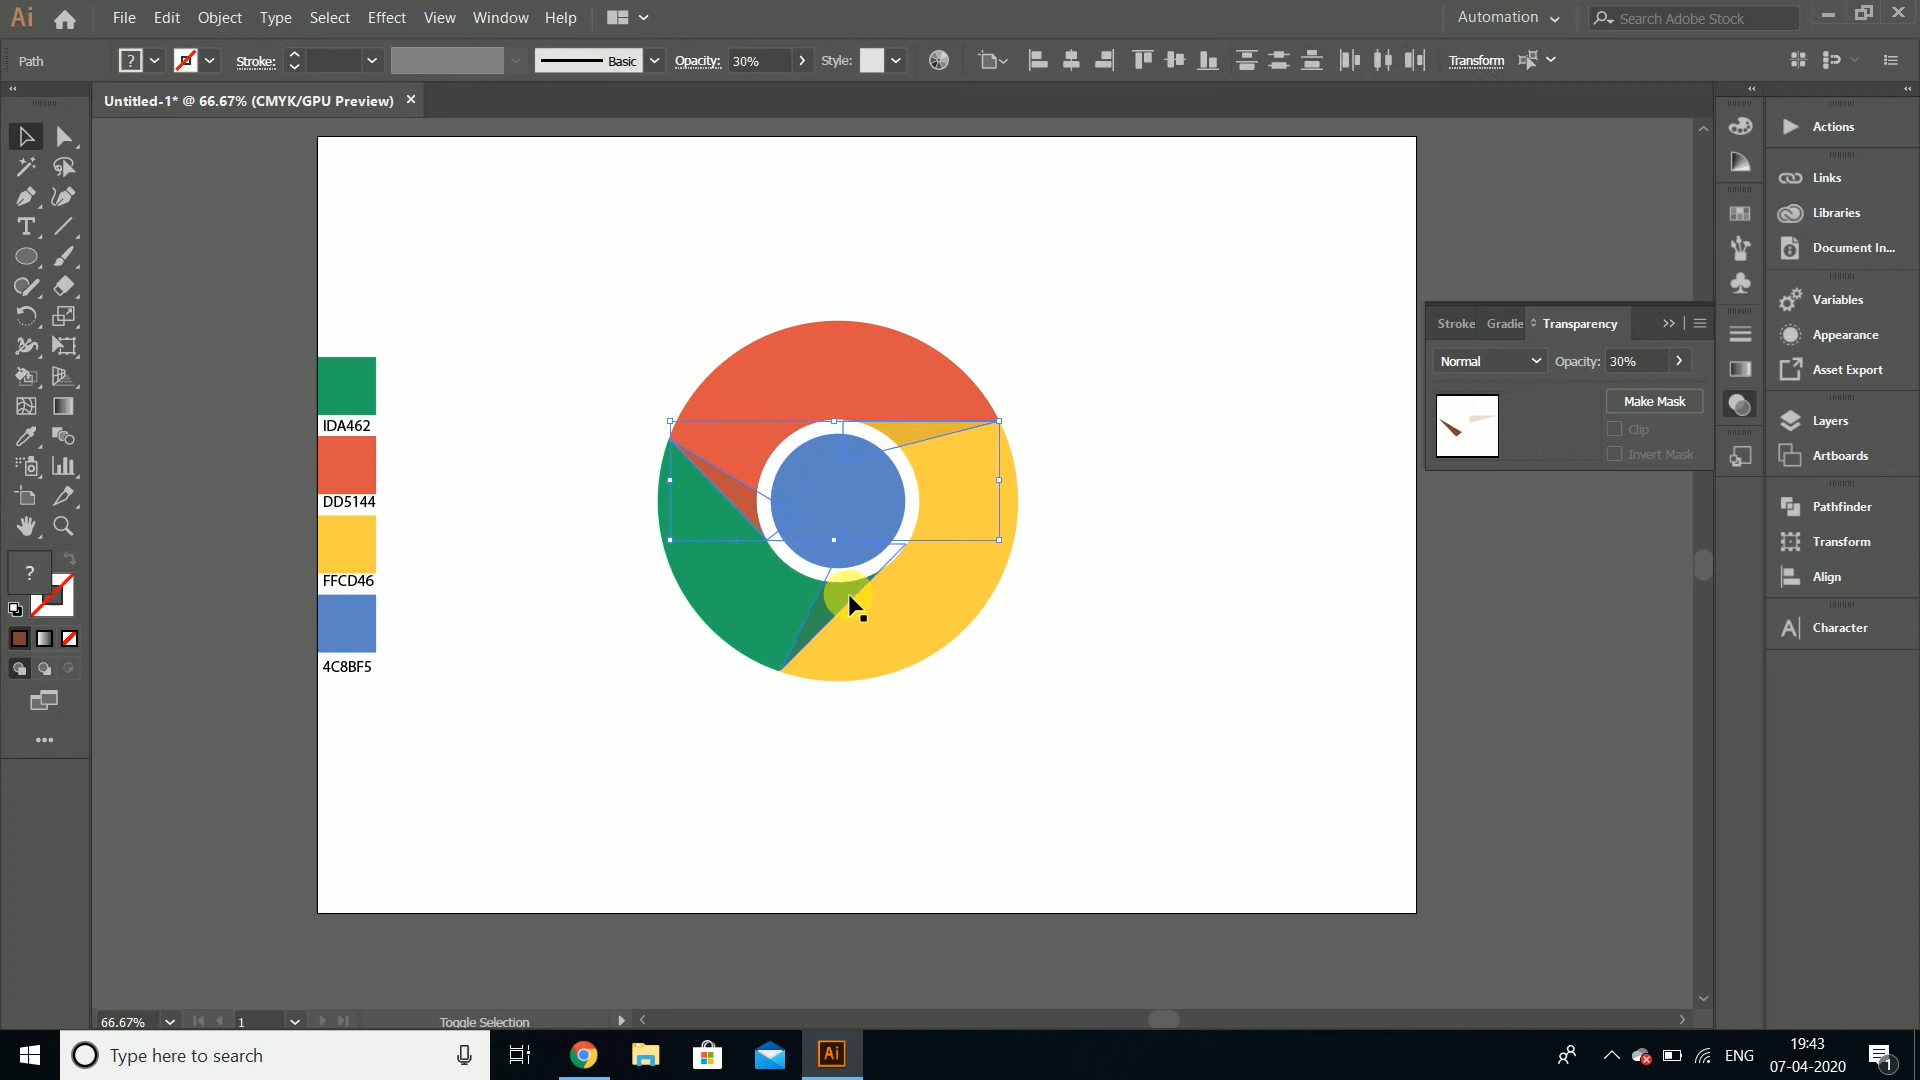 Ai File Edit Object Type Select Effect View Window Help Automation Search Adobe Stock
Path Stroke: Basic Opacity: 30% Style: Transform
Untitled-1* @ 66.67% (CMYK/GPU Preview) ×
IDA462
DD5144
FFCD46
4C8BF5
?
?
Stroke Gradie Transparency
Normal Opacity: 30%
Make Mask
Clip
Invert Mask
Actions
Links
Libraries
Document In...
Variables
Appearance
Asset Export
Layers
Artboards
Pathfinder
Transform
Align
Character
66.67% 1 Toggle Selection
Type here to search
Ai
ENG
19:43
07-04-2020
1